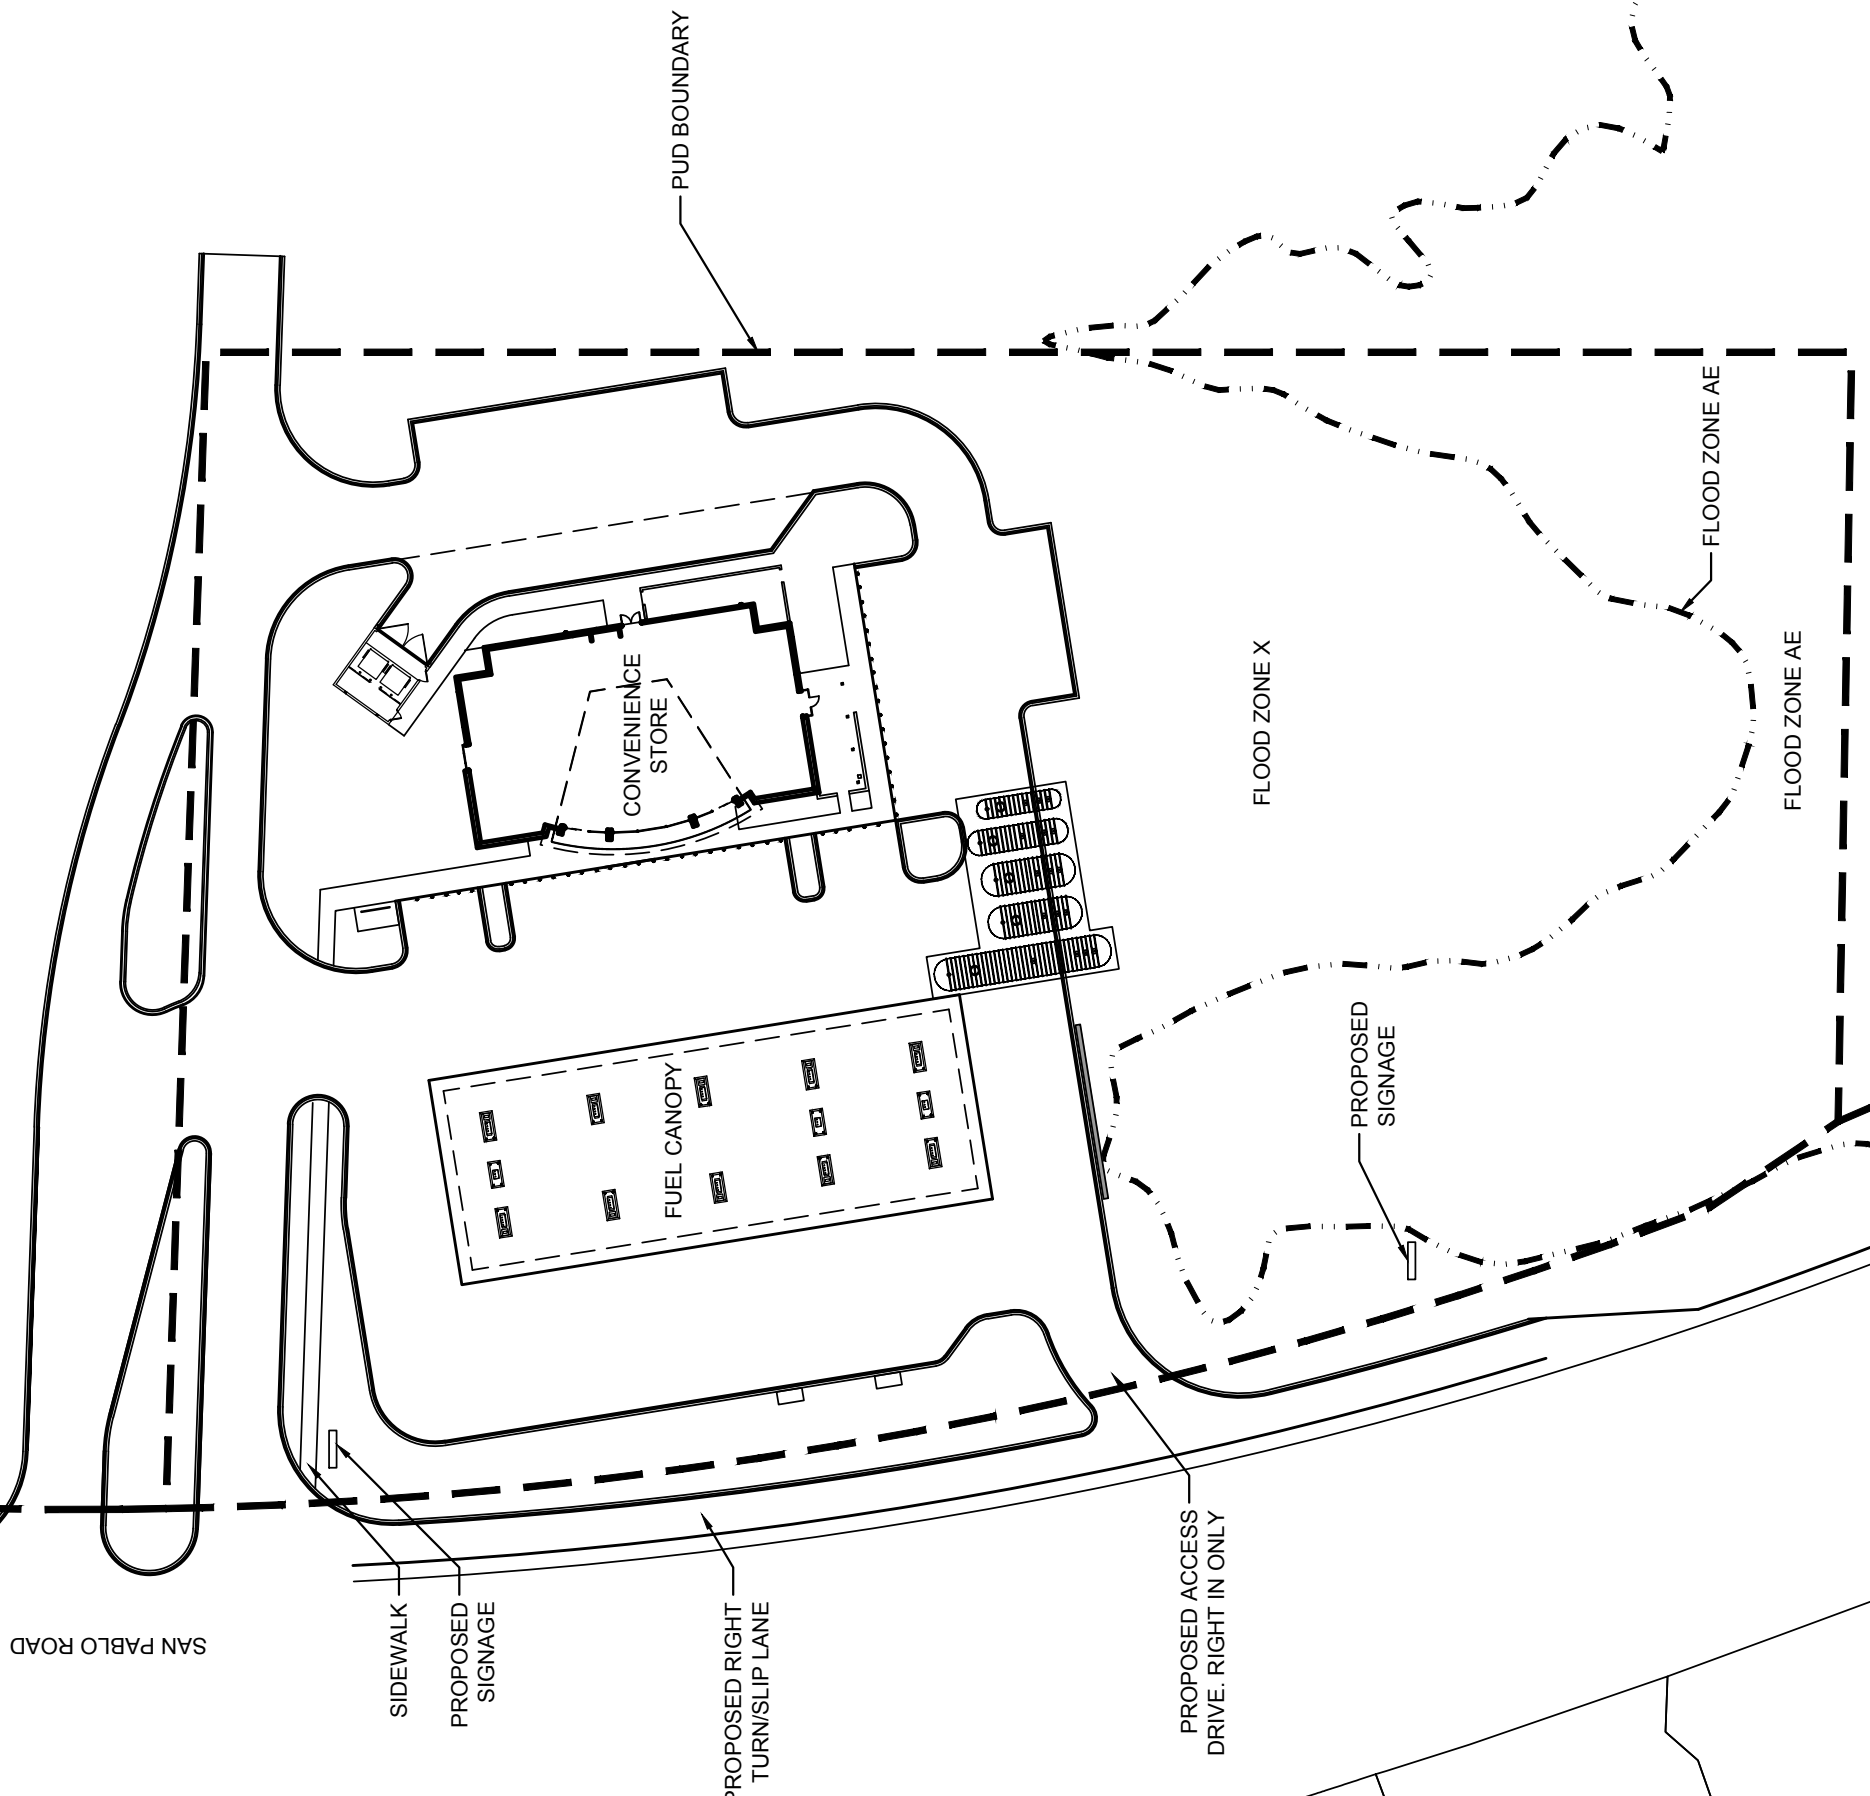 PUD BOUNDARY
FLOOD ZONE AE
FLOOD ZONE X
FLOOD ZONE AE
CONVENIENCE
STORE
FUEL CANOPY
PROPOSED
SIGNAGE
SAN PABLO ROAD
SIDEWALK
PROPOSED
SIGNAGE
PROPOSED RIGHT
TURN/SLIP LANE
PROPOSED ACCESS
DRIVE. RIGHT IN ONLY